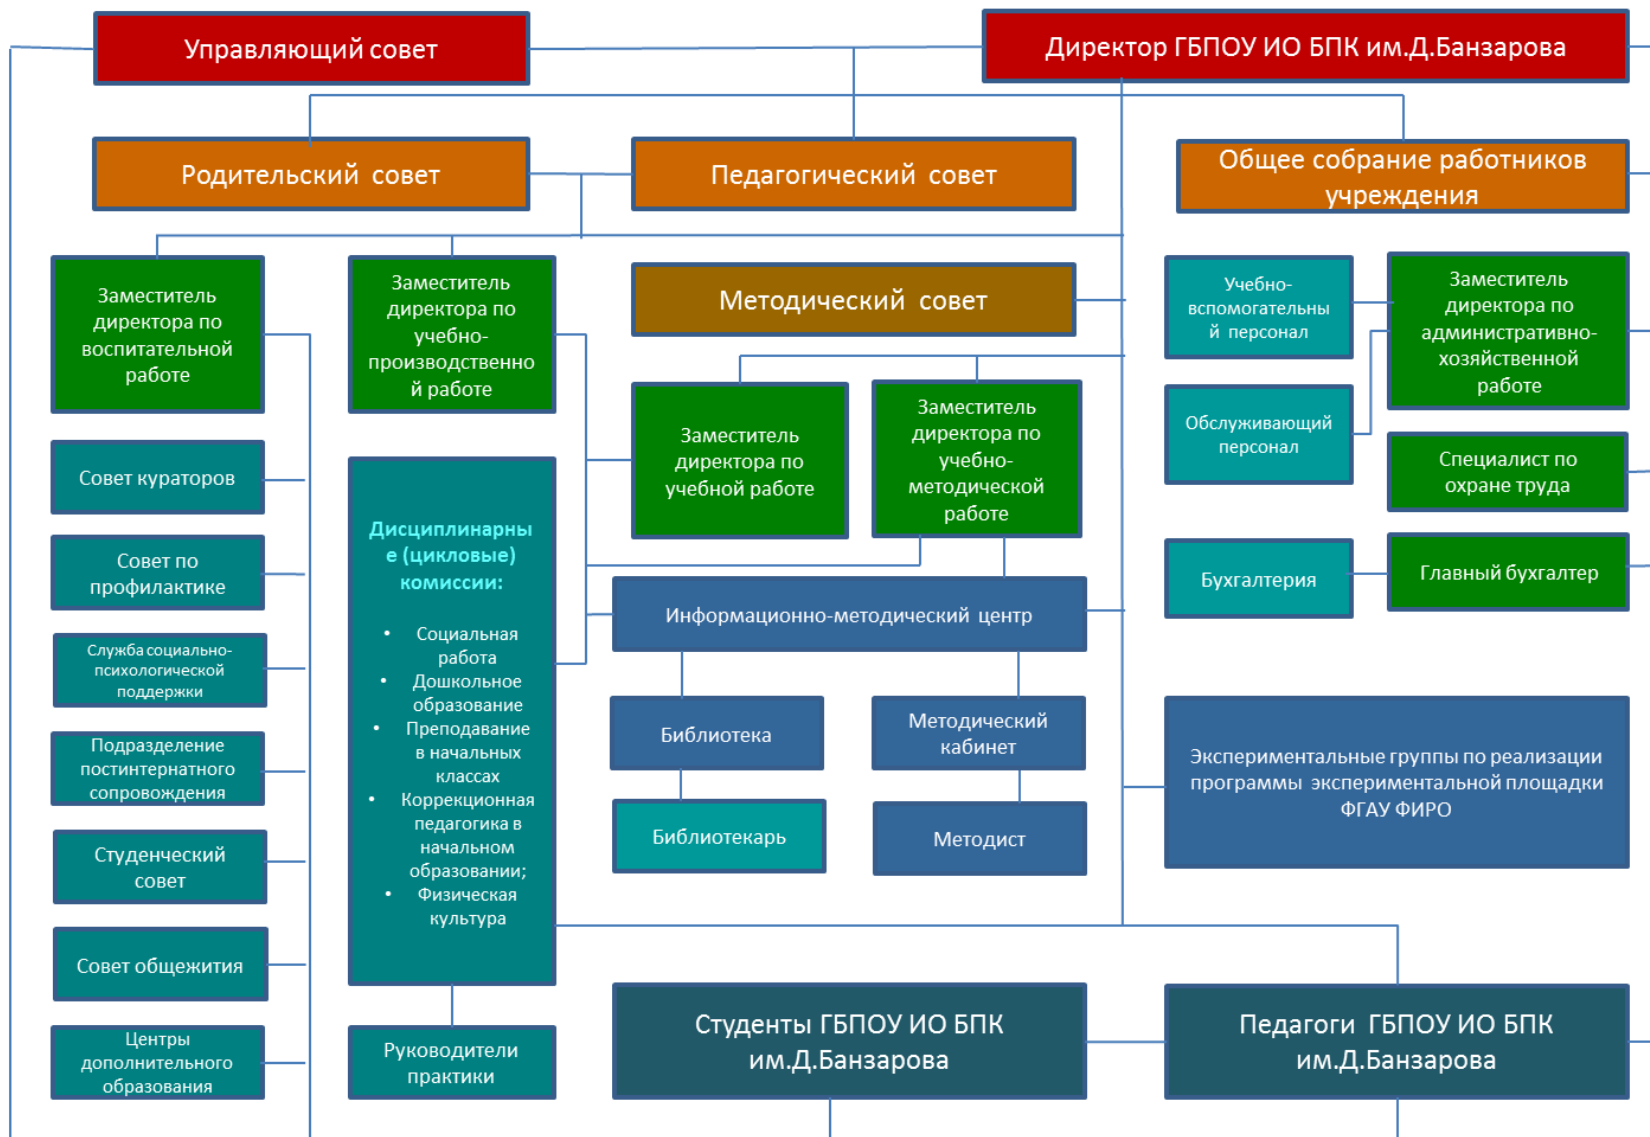 Управляющий совет
Директор ГБПОУ ИО БПК им.Д.Банзарова
Родительский совет
Педагогический совет
Общее собрание работников
учреждения
Заместитель
директора по
воспитательной
работе
Заместитель
директора по
учебно-
производственно
й работе
Методический совет
Учебно-
вспомогательны
й персонал
Заместитель
директора по
административно-
хозяйственной
работе
Заместитель
директора по
учебной работе
Заместитель
директора по
учебно-
методической
работе
Обслуживающий
персонал
Специалист по
охране труда
Совет кураторов
Совет по
профилактике
Служба социально-
психологической
поддержки
Подразделение
постинтернатного
сопровождения
Студенческий
совет
Совет общежития
Центры
дополнительного
образования
Дисциплинарны
е (цикловые)
комиссии:
• Социальная
работа
• Дошкольное
образование
• Преподавание
в начальных
классах
• Коррекционная
педагогика в
начальном
образовании;
• Физическая
культура
Руководители
практики
Информационно-методический центр
Библиотека
Методический
кабинет
Библиотекарь
Методист
Бухгалтерия
Главный бухгалтер
Экспериментальные группы по реализации
программы экспериментальной площадки
ФГАУ ФИРО
Студенты ГБПОУ ИО БПК
им.Д.Банзарова
Педагоги ГБПОУ ИО БПК
им.Д.Банзарова